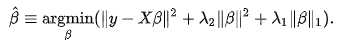 β̂ ≡ argmin_β (‖y − Xβ‖² + λ₂‖β‖² + λ₁‖β‖₁).